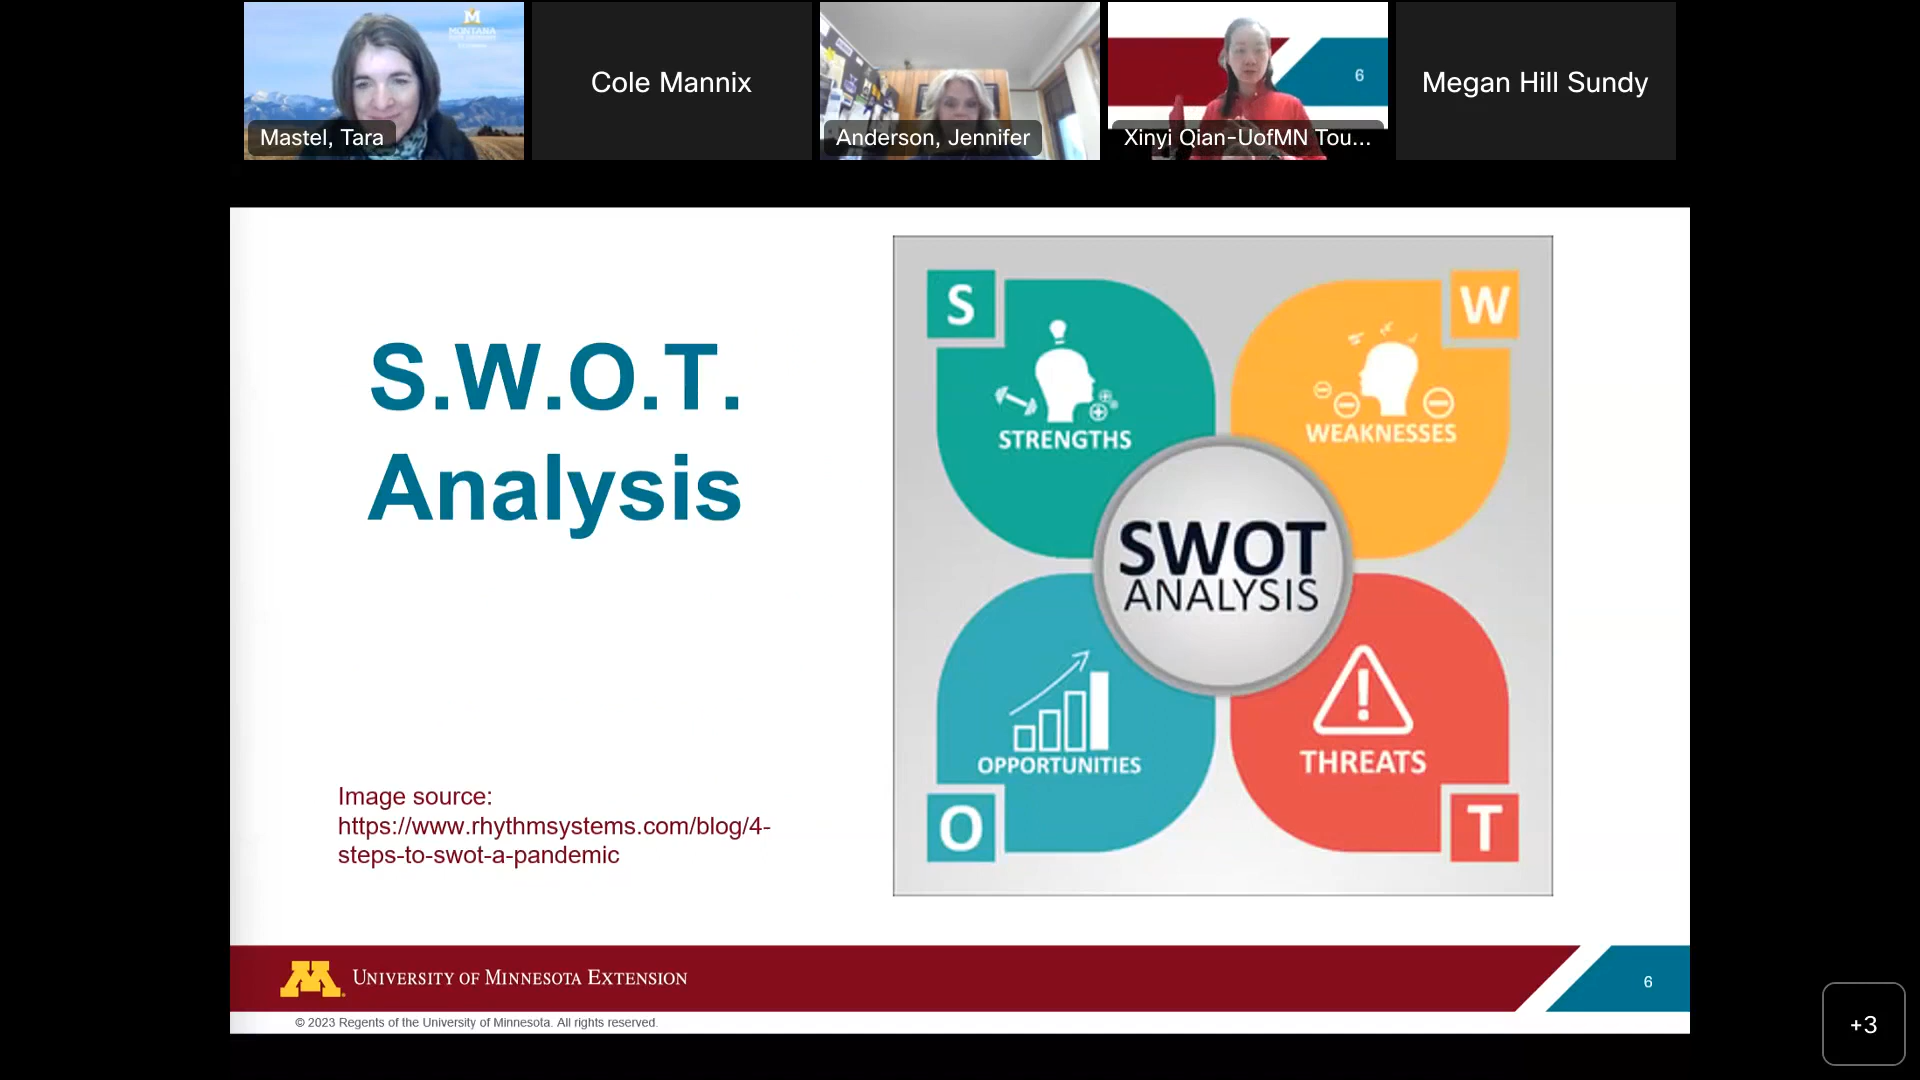 M
MONTANA
Mastel, Tara
Cole Mannix
Anderson, Jennifer
6
Xinyi Qian-UofMN Tou...
Megan Hill Sundy
S.W.O.T.
Analysis
S
STRENGTHS
W
WEAKNESSES
SWOT
ANALYSIS
OPPORTUNITIES
O
THREATS
T
Image source:
https://www.rhythmsystems.com/blog/4-
steps-to-swot-a-pandemic
M
UNIVERSITY OF MINNESOTA EXTENSION
6
© 2023 Regents of the University of Minnesota. All rights reserved.
+3